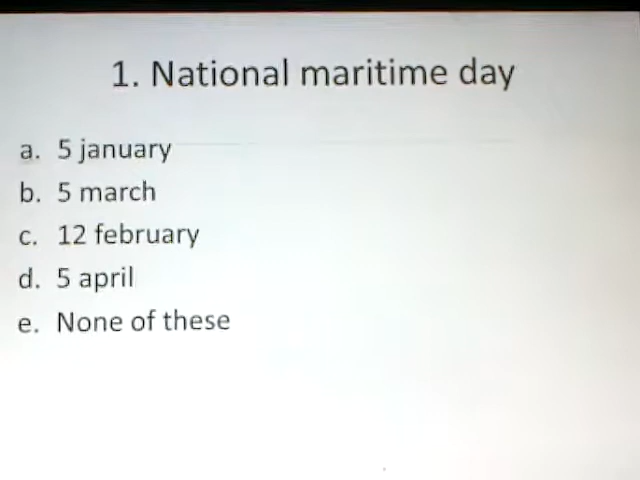 1. National maritime day
a. 5 january
b. 5 march
c. 12 february
d. 5 april
e. None of these